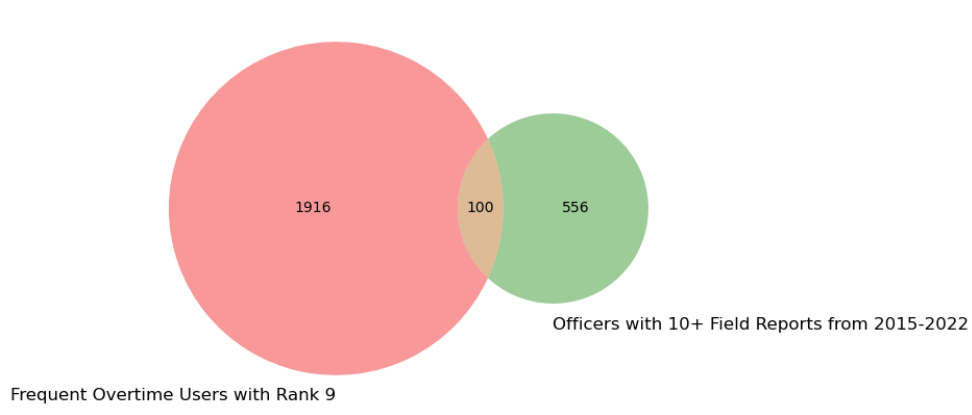 1916
100
556
Officers with 10+ Field Reports from 2015-2022
Frequent Overtime Users with Rank 9